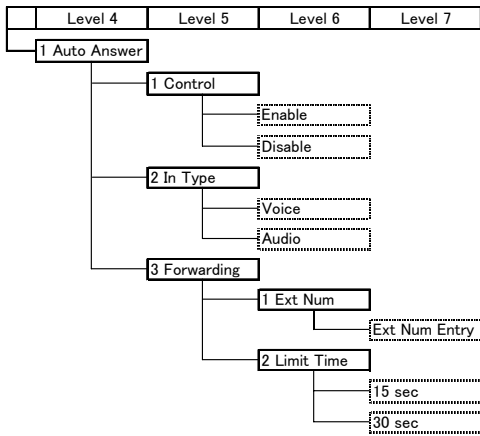 Level 4 Level 5 Level 6 Level 7
1 Auto Answer
1 Control
Enable
Disable
2 In Type
Voice
Audio
3 Forwarding
1 Ext Num
Ext Num Entry
2 Limit Time
15 sec
30 sec